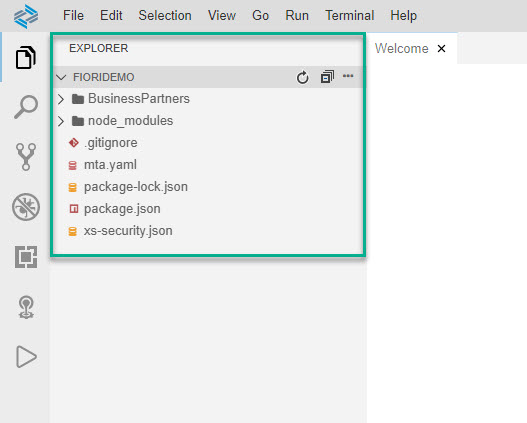 File Edit Selection View Go Run Terminal Help
EXPLORER
Welcome
FIORIDEMO
BusinessPartners
node_modules
.gitignore
mta.yaml
package-lock.json
package.json
xs-security.json